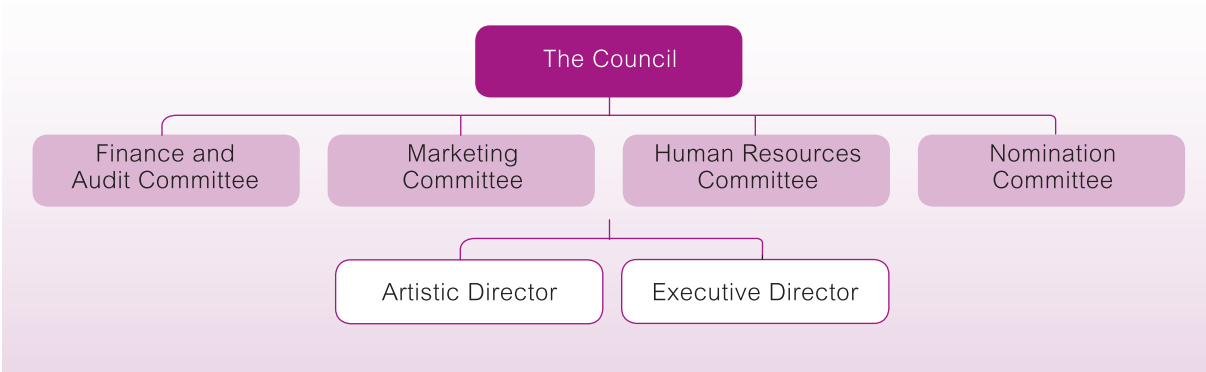 The Council
Finance and
Audit Committee
Marketing
Committee
Human Resources
Committee
Nomination
Committee
Artistic Director
Executive Director